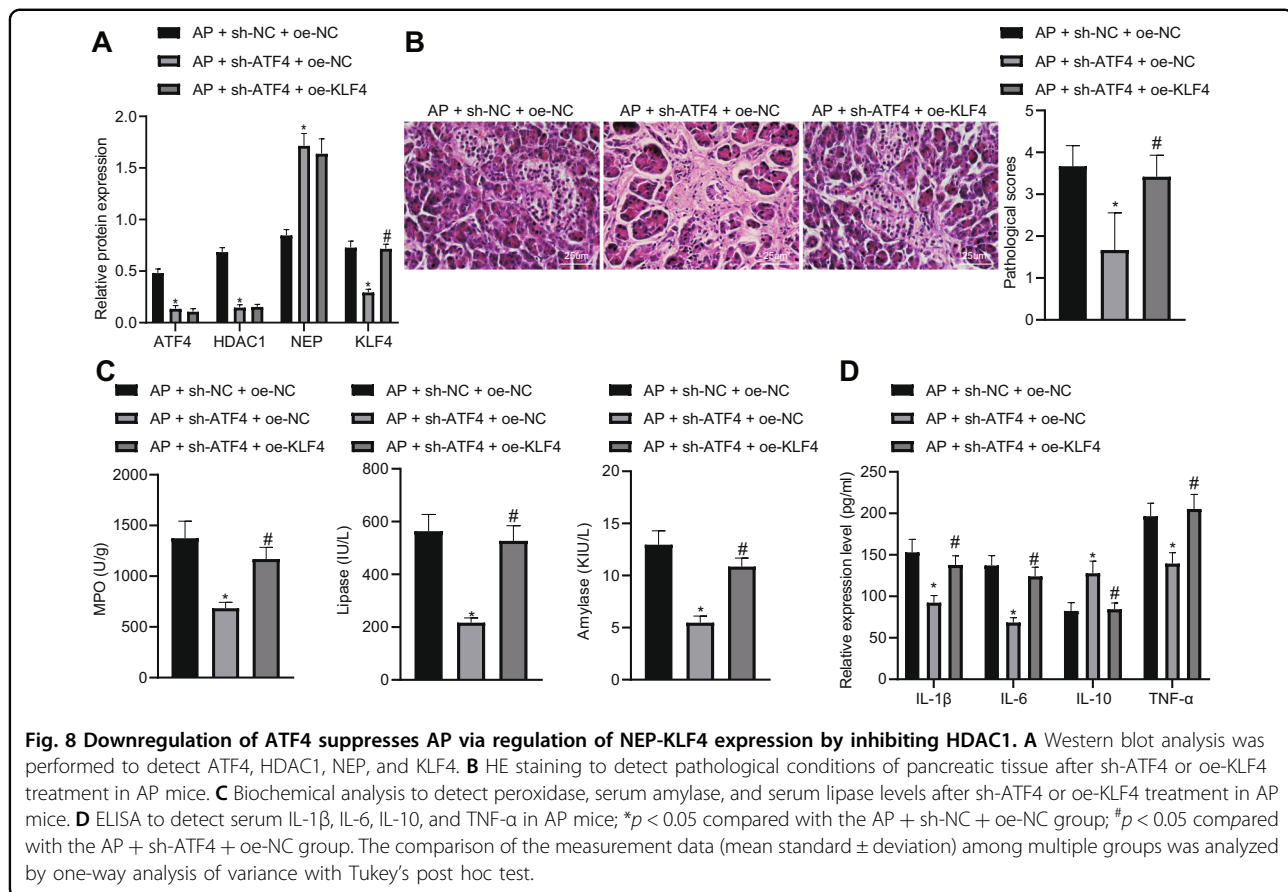 A
AP + sh-NC + oe-NC
AP + sh-ATF4 + oe-NC
AP + sh-ATF4 + oe-KLF4
Relative protein expression
2.0
1.5
1.0
0.5
0.0
*
*
*
*
#
ATF4 HDAC1 NEP KLF4
B
AP + sh-NC + oe-NC AP + sh-ATF4 + oe-NC AP + sh-ATF4 + oe-KLF4
25um 25um 25um
AP + sh-NC + oe-NC
AP + sh-ATF4 + oe-NC
AP + sh-ATF4 + oe-KLF4
Pathological scores
5
4
3
2
1
0
*
#
C
AP + sh-NC + oe-NC
AP + sh-ATF4 + oe-NC
AP + sh-ATF4 + oe-KLF4
MPO (U/g)
2000
1500
1000
500
0
*
#
AP + sh-NC + oe-NC
AP + sh-ATF4 + oe-NC
AP + sh-ATF4 + oe-KLF4
Lipase (IU/L)
800
600
400
200
0
*
#
AP + sh-NC + oe-NC
AP + sh-ATF4 + oe-NC
AP + sh-ATF4 + oe-KLF4
Amylase (KIU/L)
15
10
5
0
*
#
D
AP + sh-NC + oe-NC
AP + sh-ATF4 + oe-NC
AP + sh-ATF4 + oe-KLF4
Relative expression level (pg/ml)
250
200
150
100
50
0
*
#
*
#
*
#
*
#
IL-1β IL-6 IL-10 TNF-α
Fig. 8 Downregulation of ATF4 suppresses AP via regulation of NEP-KLF4 expression by inhibiting HDAC1. A Western blot analysis was
performed to detect ATF4, HDAC1, NEP, and KLF4. B HE staining to detect pathological conditions of pancreatic tissue after sh-ATF4 or oe-KLF4
treatment in AP mice. C Biochemical analysis to detect peroxidase, serum amylase, and serum lipase levels after sh-ATF4 or oe-KLF4 treatment in AP
mice. D ELISA to detect serum IL-1β, IL-6, IL-10, and TNF-α in AP mice; *p < 0.05 compared with the AP + sh-NC + oe-NC group; #p < 0.05 compared
with the AP + sh-ATF4 + oe-NC group. The comparison of the measurement data (mean standard ± deviation) among multiple groups was analyzed
by one-way analysis of variance with Tukey's post hoc test.